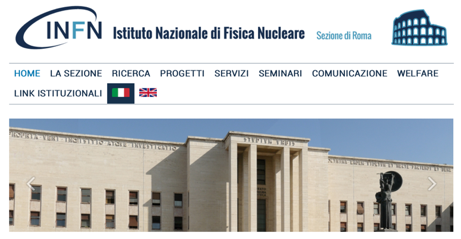 INFN Istituto Nazionale di Fisica Nucleare Sezione di Roma
HOME LA SEZIONE RICERCA PROGETTI SERVIZI SEMINARI COMUNICAZIONE WELFARE
LINK ISTITUZIONALI